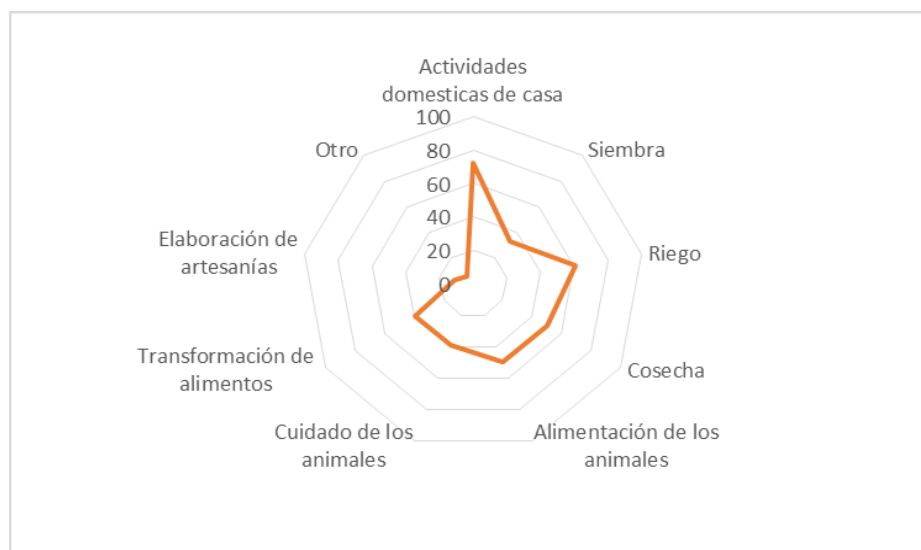 Actividades
domesticas de casa
100
80
60
40
20
0
Siembra
Riego
Cosecha
Alimentación de los
animales
Cuidado de los
animales
Transformación de
alimentos
Elaboración de
artesanías
Otro